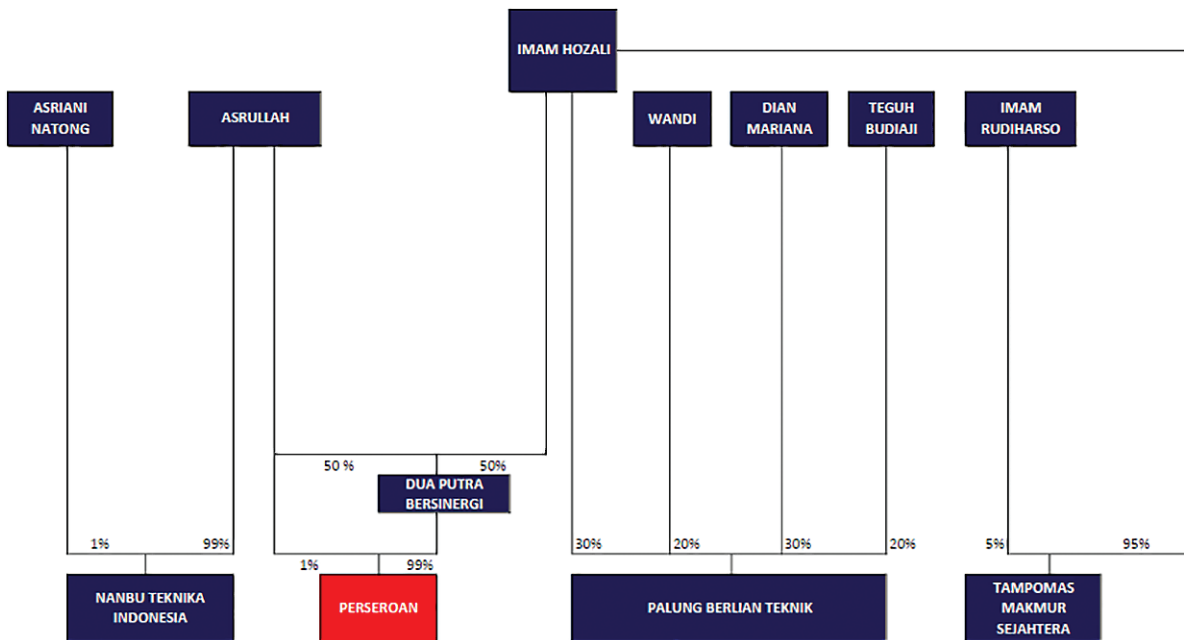 IMAM HOZALI
ASRIANI
NATONG
ASRULLAH
WANDI
DIAN
MARIANA
TEGUH
BUDIAJI
IMAM
RUDIHARSO
50 %
50%
DUA PUTRA
BERSINERGI
1%
99%
1%
99%
30%
20%
30%
20%
5%
95%
NANBU TEKNIKA
INDONESIA
PERSEROAN
PALUNG BERLIAN TEKNIK
TAMPOMAS
MAKMUR
SEJAHTERA